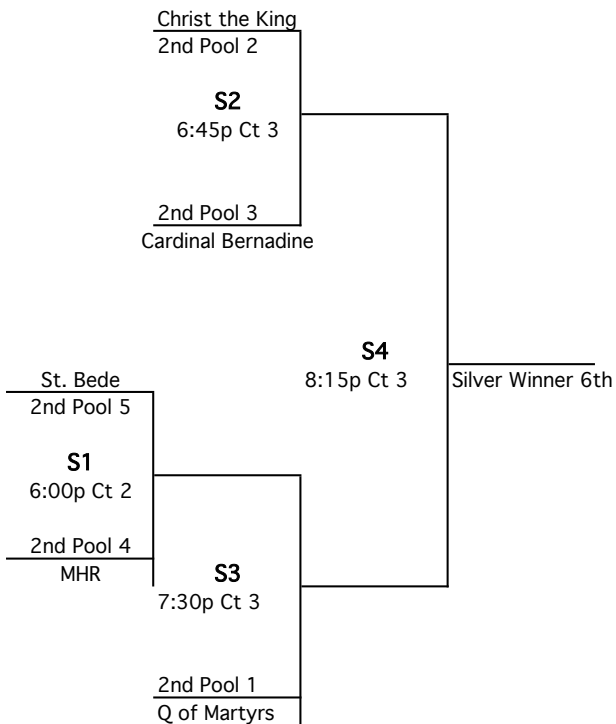 Christ the King
2nd Pool 2
S2
6:45p Ct 3
2nd Pool 3
Cardinal Bernadine
S4
8:15p Ct 3
Silver Winner 6th
St. Bede
2nd Pool 5
S1
6:00p Ct 2
2nd Pool 4
MHR
S3
7:30p Ct 3
2nd Pool 1
Q of Martyrs